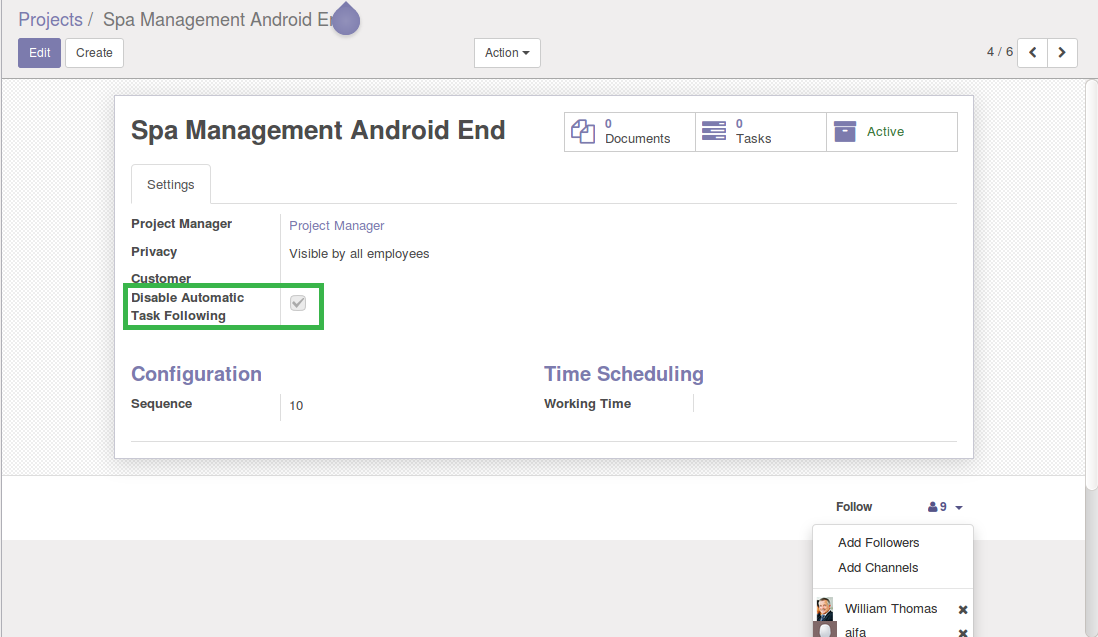 Projects / Spa Management Android En
Edit Create Action 4 / 6
Spa Management Android End
0 Documents
0 Tasks
Active
Settings
Project Manager Project Manager
Privacy Visible by all employees
Customer
Disable Automatic
Task Following
Configuration Time Scheduling
Sequence 10 Working Time
Follow 9
Add Followers
Add Channels
William Thomas
aifa